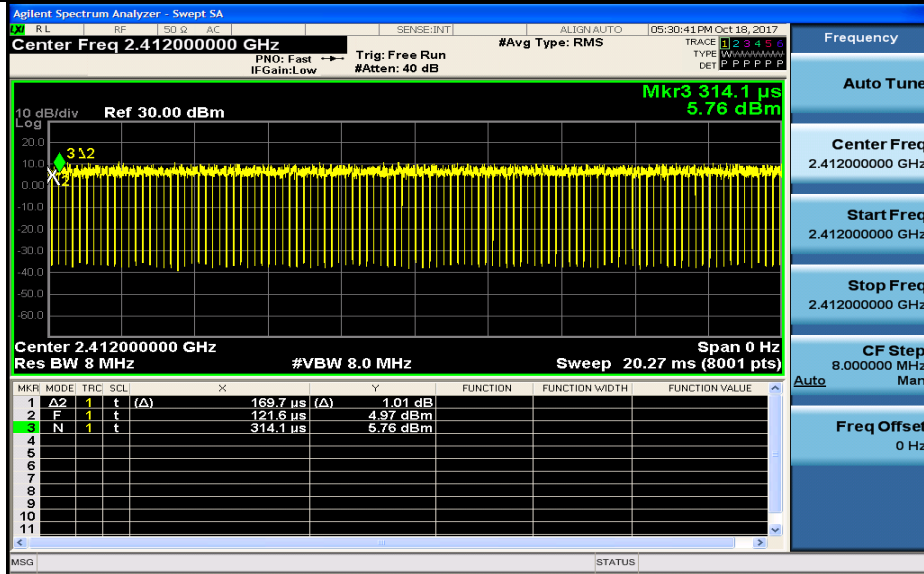 Agilent Spectrum Analyzer - Swept SA
RL RF 50 Ω AC SENSE:INT ALIGN AUTO 05:30:41 PM Oct 18, 2017
Center Freq 2.412000000 GHz
PNO: Fast
IFGain:Low
Trig: Free Run
#Atten: 40 dB
#Avg Type: RMS
TRACE 1 2 3 4 5 6
TYPE
DET P P P P P P
Mkr3 314.1 µs
5.76 dBm
10 dB/div Ref 30.00 dBm
Log
20.0
10.0
0.00
-10.0
-20.0
-30.0
-40.0
-50.0
-60.0
3Δ2
2
Center 2.412000000 GHz Span 0 Hz
Res BW 8 MHz #VBW 8.0 MHz Sweep 20.27 ms (8001 pts)
MKR MODE TRC SCL X Y FUNCTION FUNCTION WIDTH FUNCTION VALUE
1 Δ2 1 t (Δ) 169.7 µs (Δ) 1.01 dB
2 F 1 t 121.6 µs 4.97 dBm
3 N 1 t 314.1 µs 5.76 dBm
4
5
6
7
8
9
10
11
MSG STATUS
Frequency
Auto Tune
Center Freq
2.412000000 GHz
Start Freq
2.412000000 GHz
Stop Freq
2.412000000 GHz
CF Step
8.000000 MHz
Auto Man
Freq Offset
0 Hz